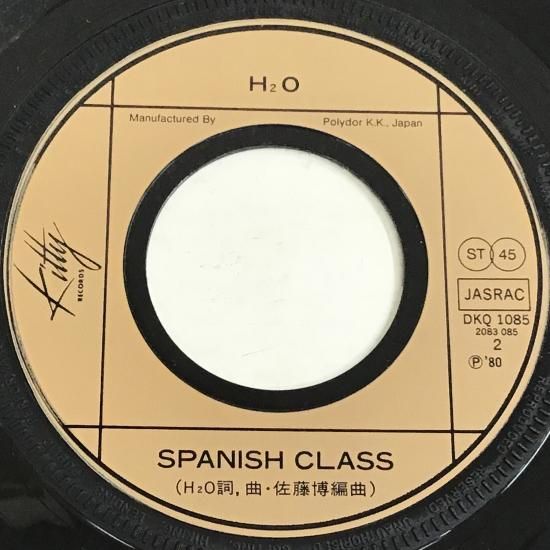 H₂O
Manufactured By Polydor K.K., Japan
Kitty
RECORDS
ST 45
JASRAC
DKQ 1085
2083 085
2
Ⓟ '80
SPANISH CLASS
(H₂O詞, 曲・佐藤博編曲)